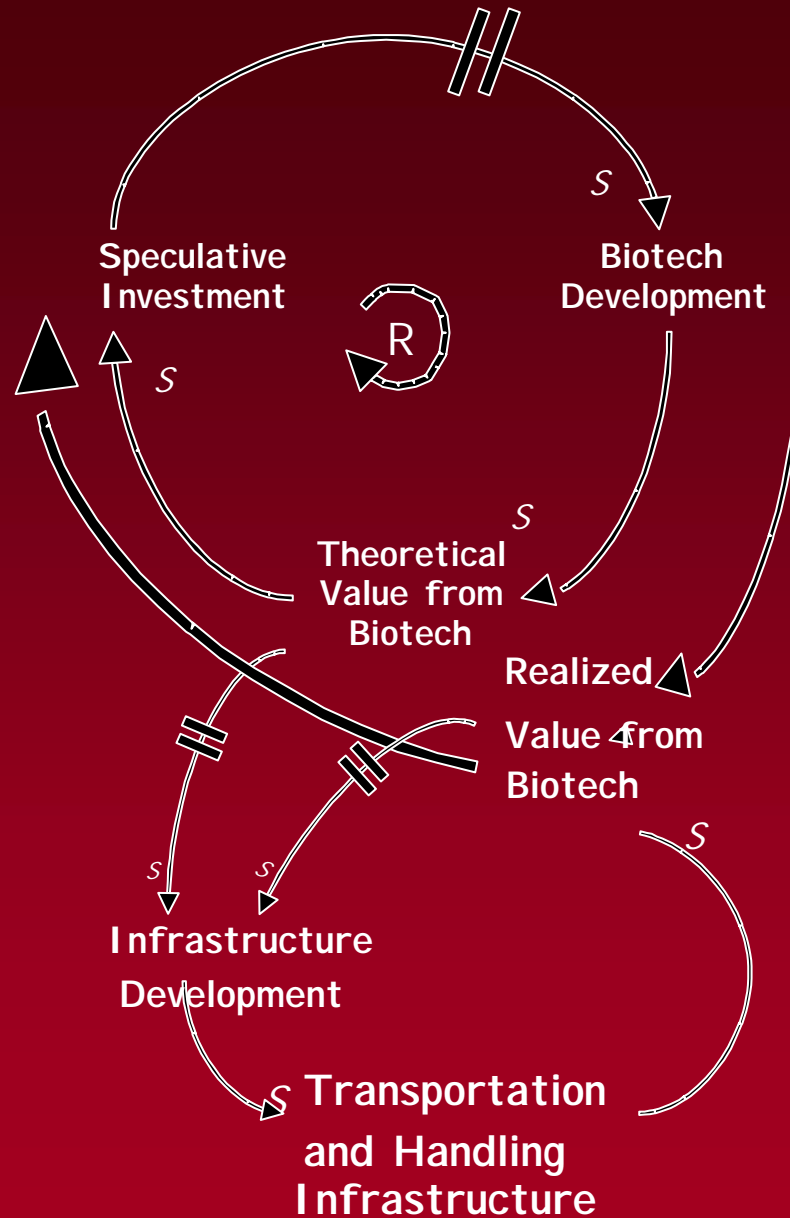 S
Speculative
Investment
Biotech
Development
R
S
S
Theoretical
Value from
Biotech
Realized
Value from
Biotech
S
S
S
Infrastructure
Development
S
Transportation
and Handling
Infrastructure